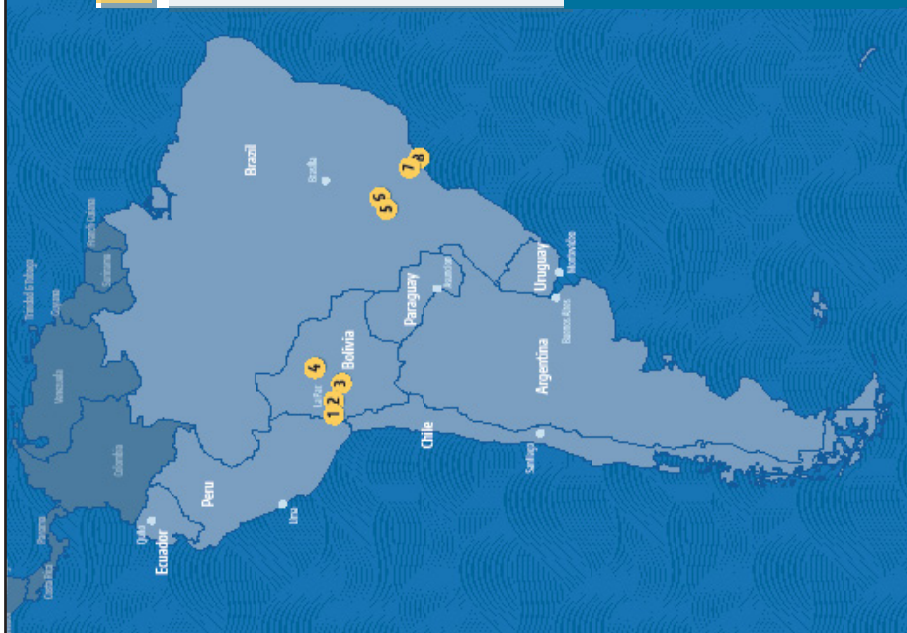 Trinidad & Tobago
Guyana
French Guiana
Suriname
Venezuela
Colombia
Panama
Costa Rica
Quito
Ecuador
Peru
Lima
Brazil
Brasilia
La Paz
Bolivia
1
2
3
4
5
6
7
8
Paraguay
Asuncion
Chile
Santiago
Argentina
Uruguay
Montevideo
Buenos Aires